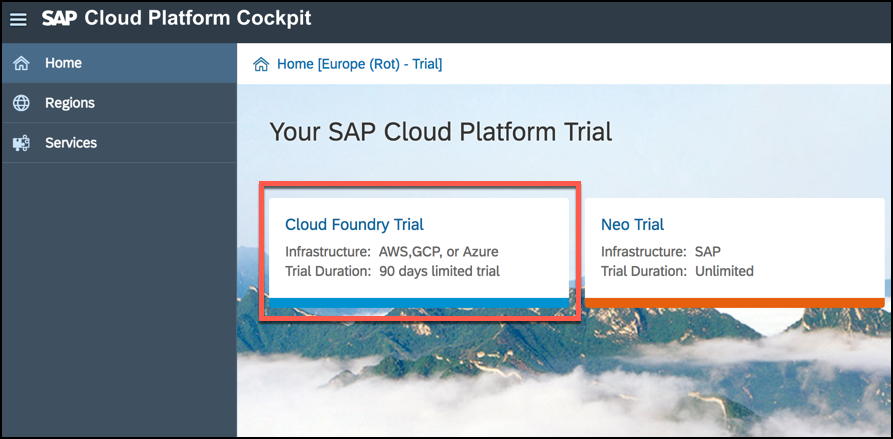 SAP Cloud Platform Cockpit
Home
Regions
Services
Home [Europe (Rot) - Trial]
Your SAP Cloud Platform Trial
Cloud Foundry Trial
Infrastructure: AWS,GCP, or Azure
Trial Duration: 90 days limited trial
Neo Trial
Infrastructure: SAP
Trial Duration: Unlimited